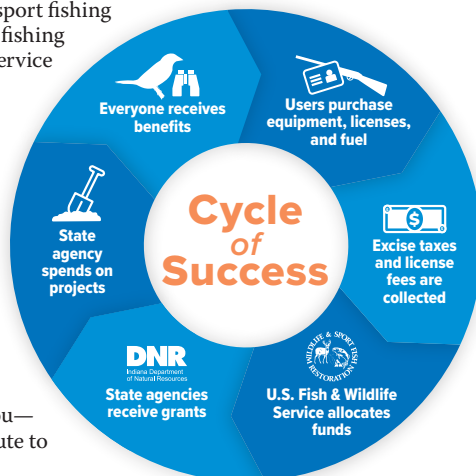 sport fishing
fishing
ervice
Everyone receives
benefits
Users purchase
equipment, licenses,
and fuel
Excise taxes
and license
fees are
collected
WILDLIFE & SPORT FISH
RESTORATION
U.S. Fish & Wildlife
Service allocates
funds
DNR
Indiana Department
of Natural Resources
State agencies
receive grants
State
agency
spends on
projects
Cycle
of
Success
$
ou—
ute to